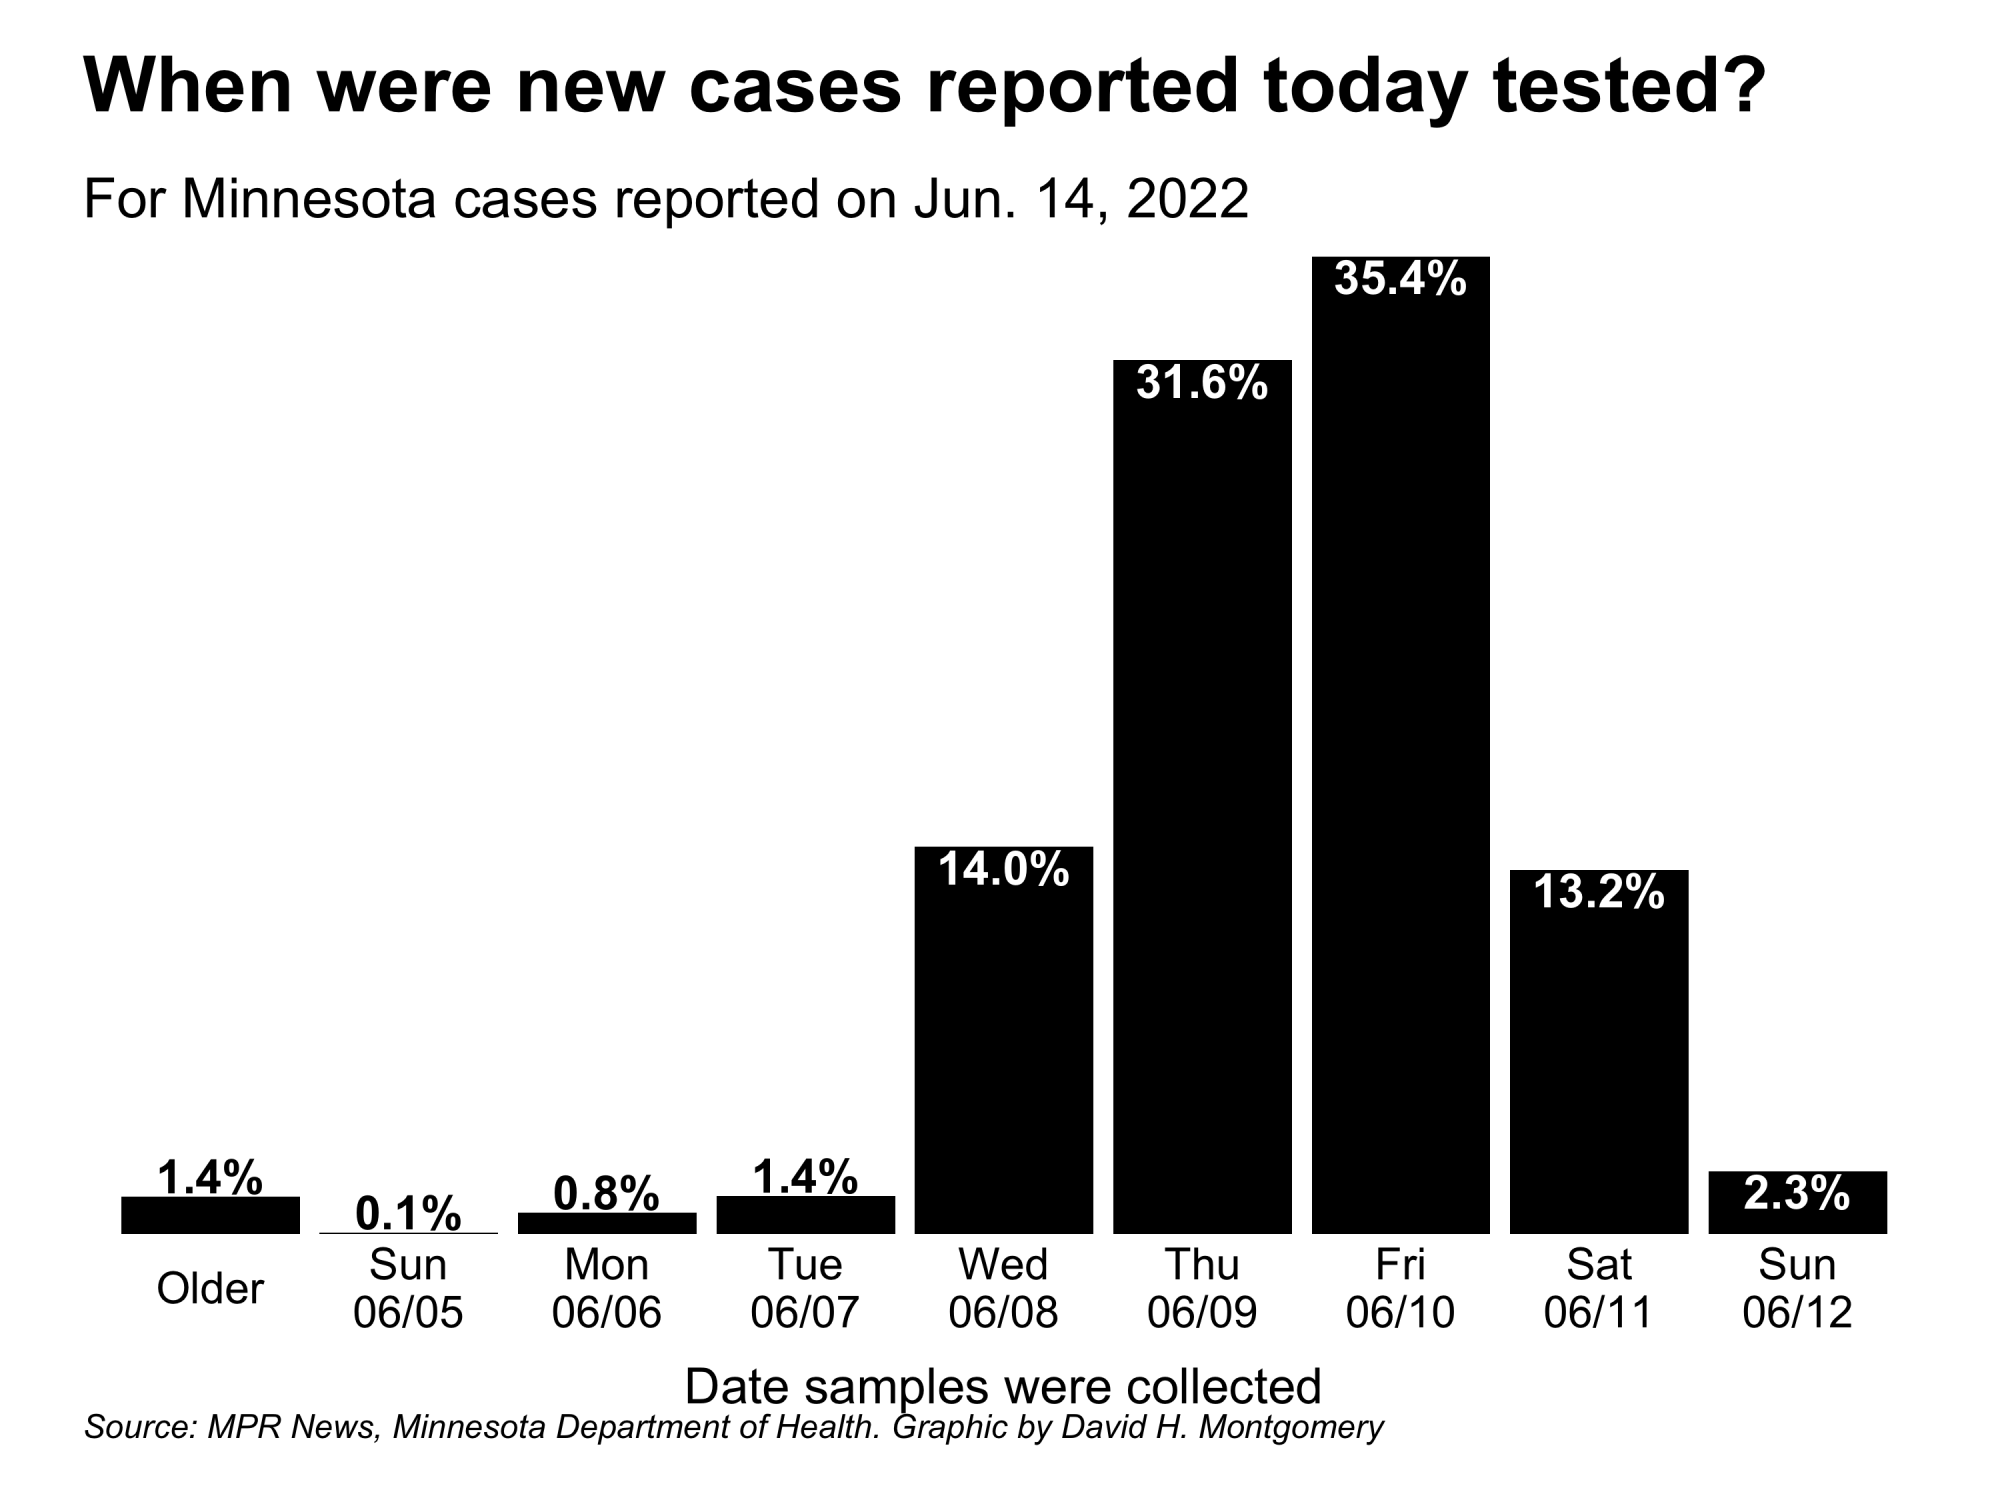 When were new cases reported today tested?
For Minnesota cases reported on Jun. 14, 2022
35.4%
31.6%
14.0%
13.2%
1.4%
0.1%
0.8%
1.4%
2.3%
Older
Sun
06/05
Mon
06/06
Tue
06/07
Wed
06/08
Thu
06/09
Fri
06/10
Sat
06/11
Sun
06/12
Date samples were collected
Source: MPR News, Minnesota Department of Health. Graphic by David H. Montgomery